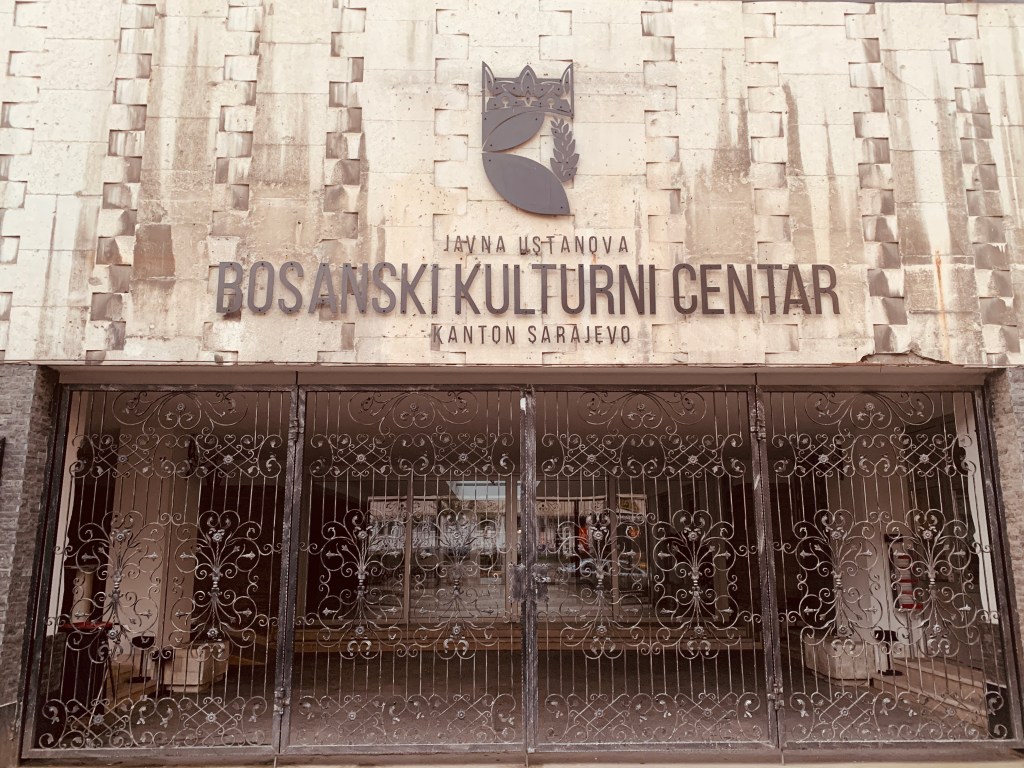 JAVNA USTANOVA
BOSANSKI KULTURNI CENTAR
KANTON SARAJEVO